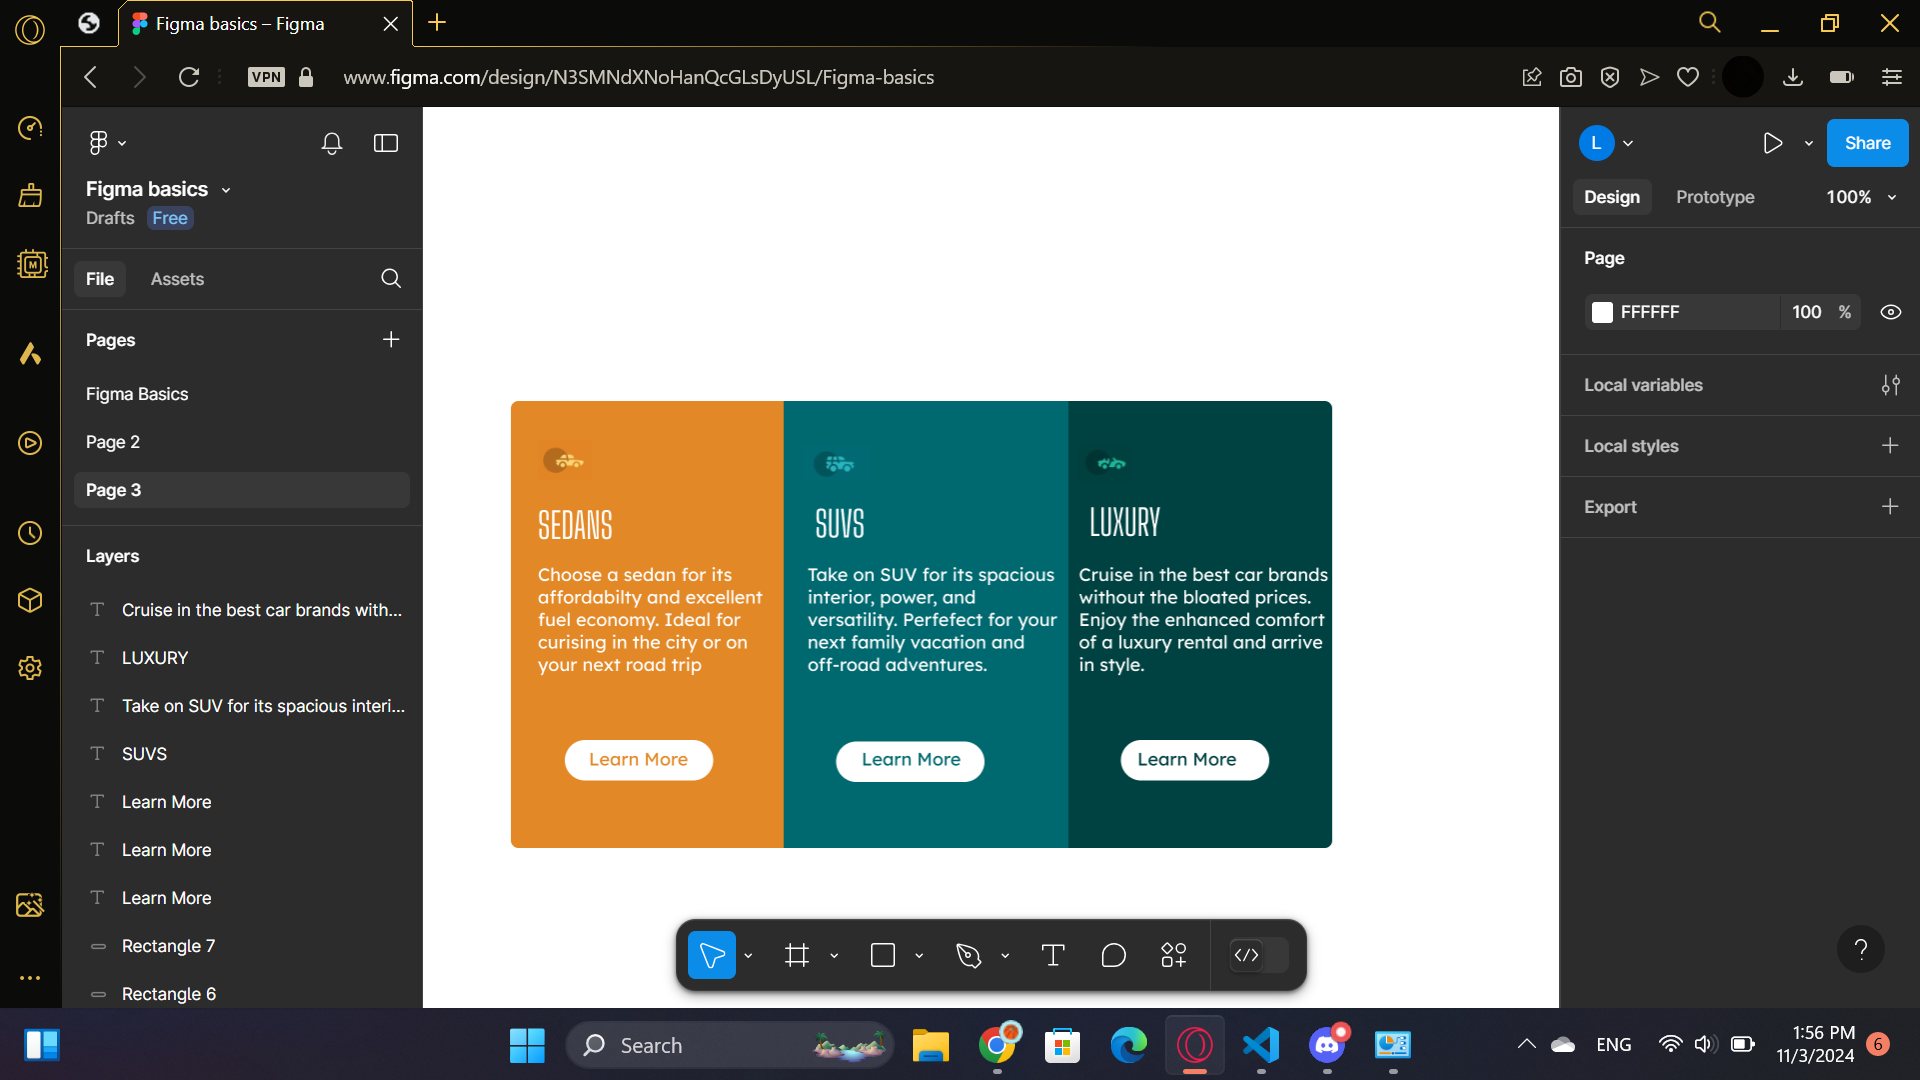 Figma basics – Figma
VPN
www.figma.com/design/N3SMNdXNoHanQcGLsDyUSL/Figma-basics
Figma basics
Drafts Free
File Assets
Pages
Figma Basics
Page 2
Page 3
Layers
Cruise in the best car brands with...
LUXURY
Take on SUV for its spacious interi...
SUVS
Learn More
Learn More
Learn More
Rectangle 7
Rectangle 6
SEDANS
Choose a sedan for its
affordabilty and excellent
fuel economy. Ideal for
curising in the city or on
your next road trip
Learn More
SUVS
Take on SUV for its spacious
interior, power, and
versatility. Perfefect for your
next family vacation and
off-road adventures.
Learn More
LUXURY
Cruise in the best car brands
without the bloated prices.
Enjoy the enhanced comfort
of a luxury rental and arrive
in style.
Learn More
L
Share
Design Prototype 100%
Page
FFFFFF 100 %
Local variables
Local styles
Export
?
Search
ENG
1:56 PM
11/3/2024
6
M